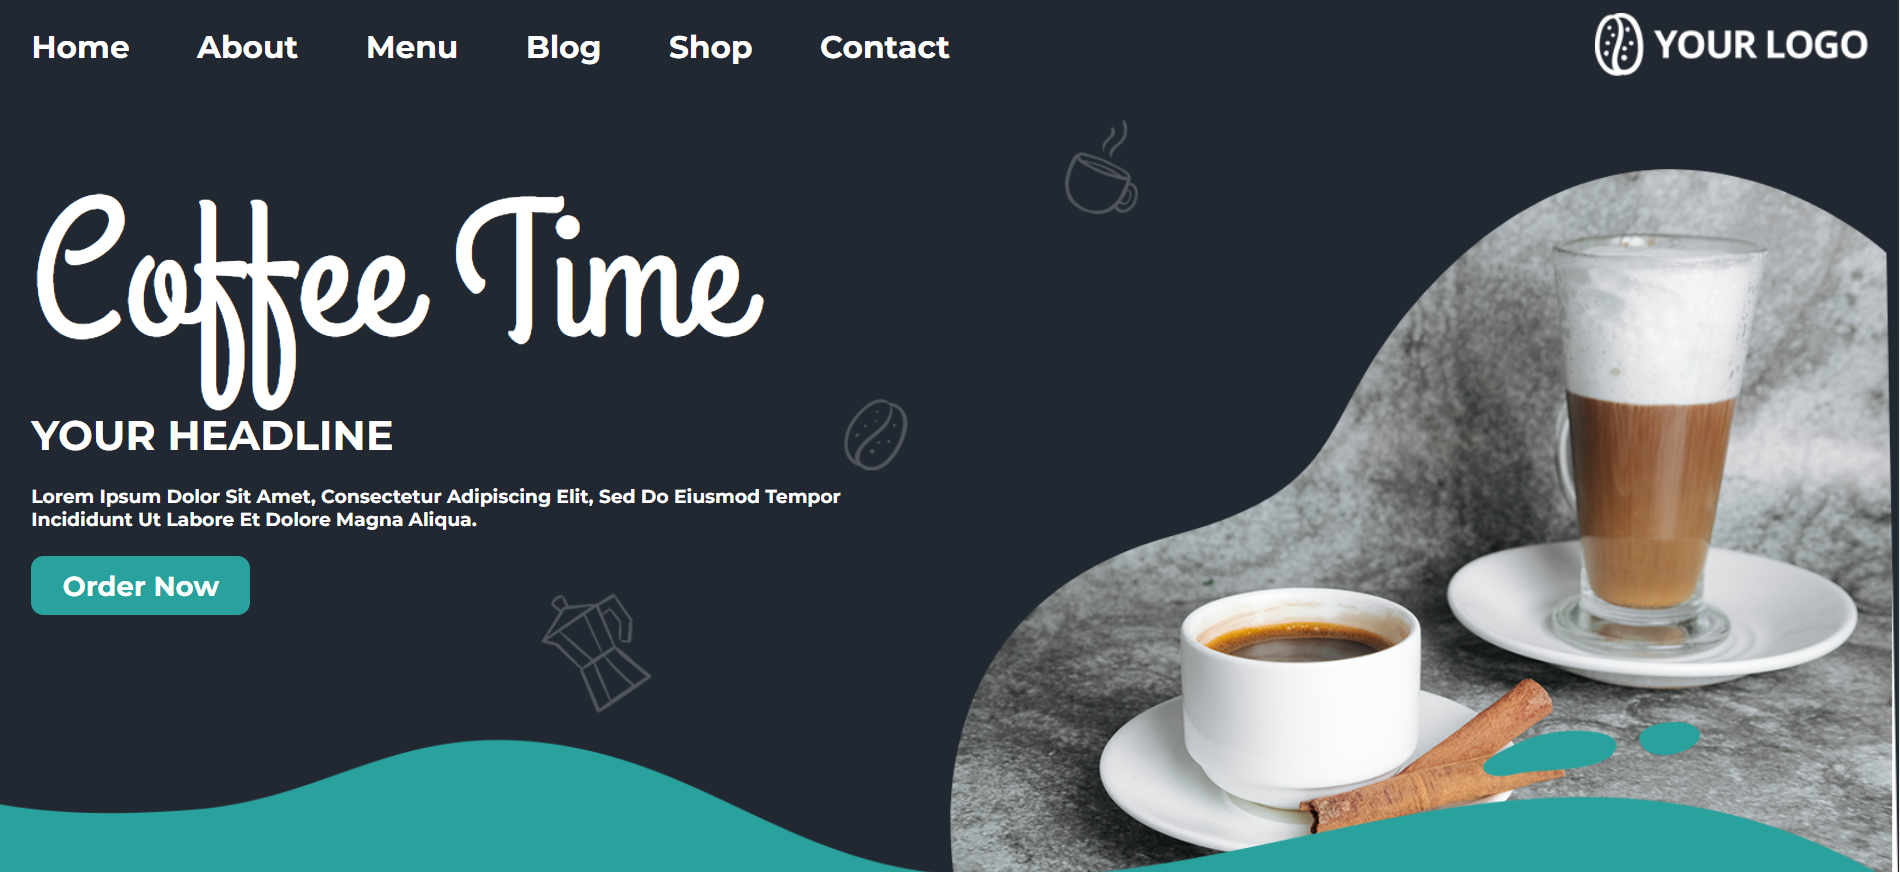 Home About Menu Blog Shop Contact
YOUR LOGO
Coffee Time
YOUR HEADLINE
Lorem Ipsum Dolor Sit Amet, Consectetur Adipiscing Elit, Sed Do Eiusmod Tempor
Incididunt Ut Labore Et Dolore Magna Aliqua.
Order Now